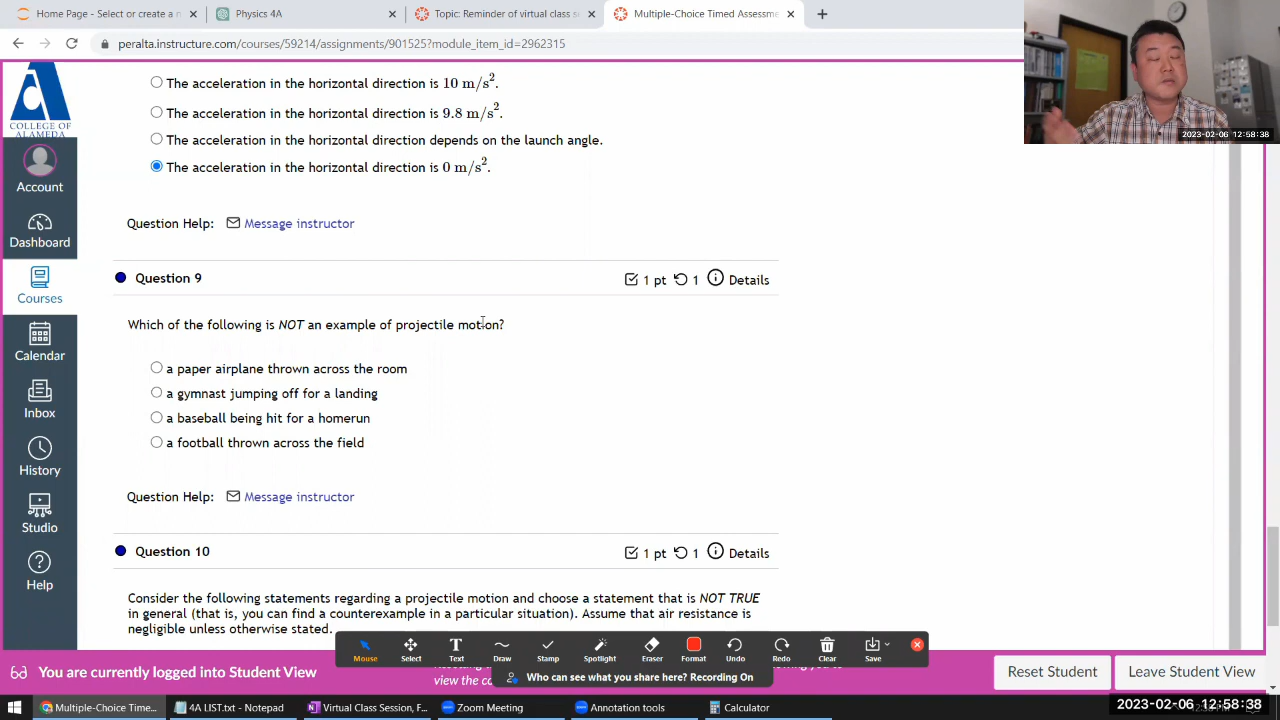 Home Page - Select or create a n
Physics 4A
Topic: Reminder of virtual class s
Multiple-Choice Timed Assessme
peralta.instructure.com/courses/59214/assignments/901525?module_item_id=2962315
2023-02-06 12:58:38
COLLEGE OF
ALAMEDA
Account
Dashboard
Courses
Calendar
Inbox
History
Studio
Help
The acceleration in the horizontal direction is 10 m/s².
The acceleration in the horizontal direction is 9.8 m/s².
The acceleration in the horizontal direction depends on the launch angle.
The acceleration in the horizontal direction is 0 m/s².
Question Help: Message instructor
Question 9
1 pt 1 Details
Which of the following is NOT an example of projectile motion?
a paper airplane thrown across the room
a gymnast jumping off for a landing
a baseball being hit for a homerun
a football thrown across the field
Question Help: Message instructor
Question 10
1 pt 1 Details
Consider the following statements regarding a projectile motion and choose a statement that is NOT TRUE
in general (that is, you can find a counterexample in a particular situation). Assume that air resistance is
negligible unless otherwise stated.
Mouse Select Text Draw Stamp Spotlight Eraser Format Undo Redo Clear Save
Who can see what you share here? Recording On
You are currently logged into Student View
view the co
Reset Student
Leave Student View
Multiple-Choice Time...
4A LIST.txt - Notepad
Virtual Class Session, F...
Zoom Meeting
Annotation tools
Calculator
2023-02-06 12:58:38